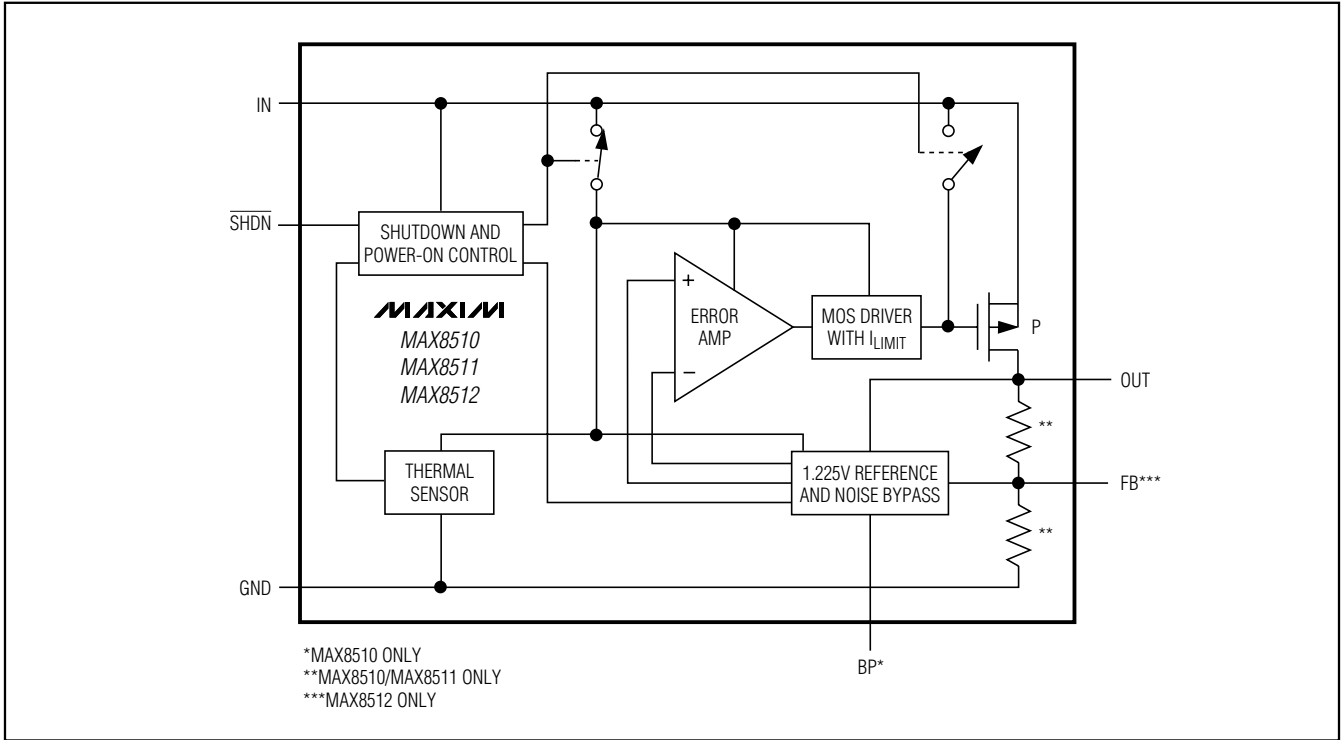 IN
SHDN
SHUTDOWN AND
POWER-ON CONTROL
MAXIM
MAX8510
MAX8511
MAX8512
+
ERROR
AMP
−
MOS DRIVER
WITH ILIMIT
P
OUT
**
THERMAL
SENSOR
1.225V REFERENCE
AND NOISE BYPASS
FB***
**
GND
BP*
*MAX8510 ONLY
**MAX8510/MAX8511 ONLY
***MAX8512 ONLY